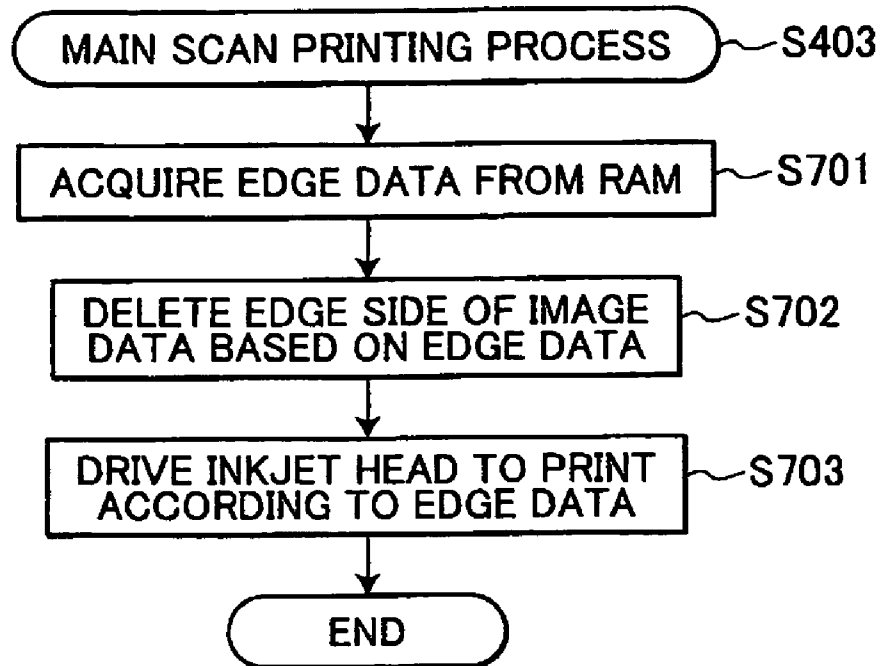 MAIN SCAN PRINTING PROCESS S403
ACQUIRE EDGE DATA FROM RAM S701
DELETE EDGE SIDE OF IMAGE S702
DATA BASED ON EDGE DATA
DRIVE INKJET HEAD TO PRINT S703
ACCORDING TO EDGE DATA
END